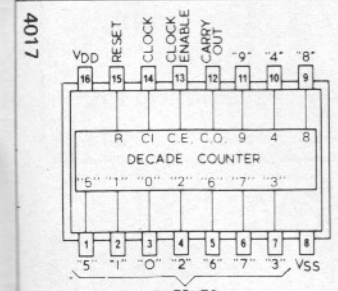 4017
VDD RESET CLOCK CLOCK ENABLE CARRY OUT "9" "4" "8"
16 15 14 13 12 11 10 9
R CI C.E. C.O. 9 4 8
DECADE COUNTER
"5" "1" "0" "2" "6" "7" "3"
1 2 3 4 5 6 7 8
"5" "1" "0" "2" "6" "7" "3" VSS